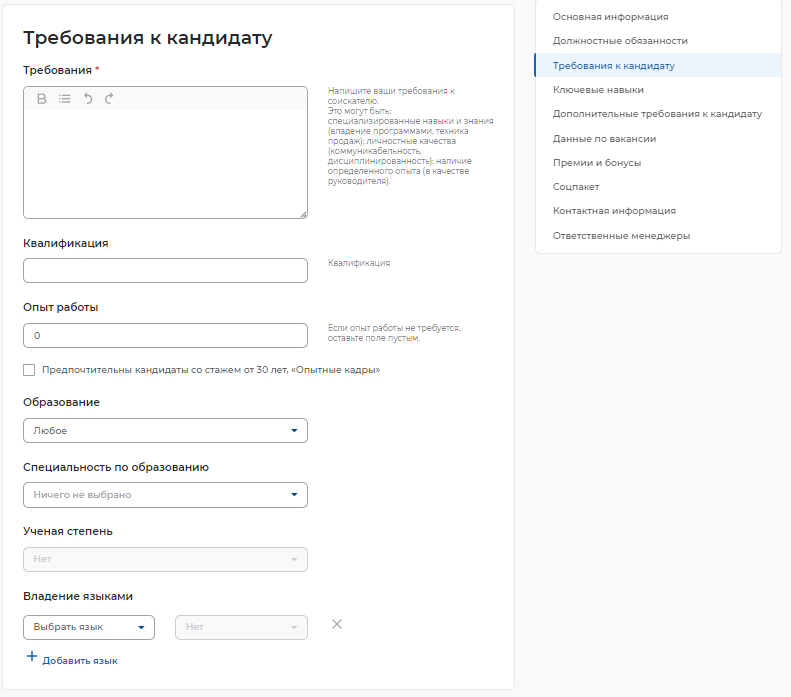 Требования к кандидату
Требования *
B
Напишите ваши требования к
соискателю.
Это могут быть:
специализированные навыки и знания
(владение программами, техника
продаж); личностные качества
(коммуникабельность,
дисциплинированность); наличие
определенного опыта (в качестве
руководителя).
Квалификация
Квалификация
Опыт работы
0
Если опыт работы не требуется,
оставьте поле пустым.
Предпочтительны кандидаты со стажем от 30 лет, «Опытные кадры»
Образование
Любое
Специальность по образованию
Ничего не выбрано
Ученая степень
Нет
Владение языками
Выбрать язык
Нет
Добавить язык
Основная информация
Должностные обязанности
Требования к кандидату
Ключевые навыки
Дополнительные требования к кандидату
Данные по вакансии
Премии и бонусы
Соцпакет
Контактная информация
Ответственные менеджеры